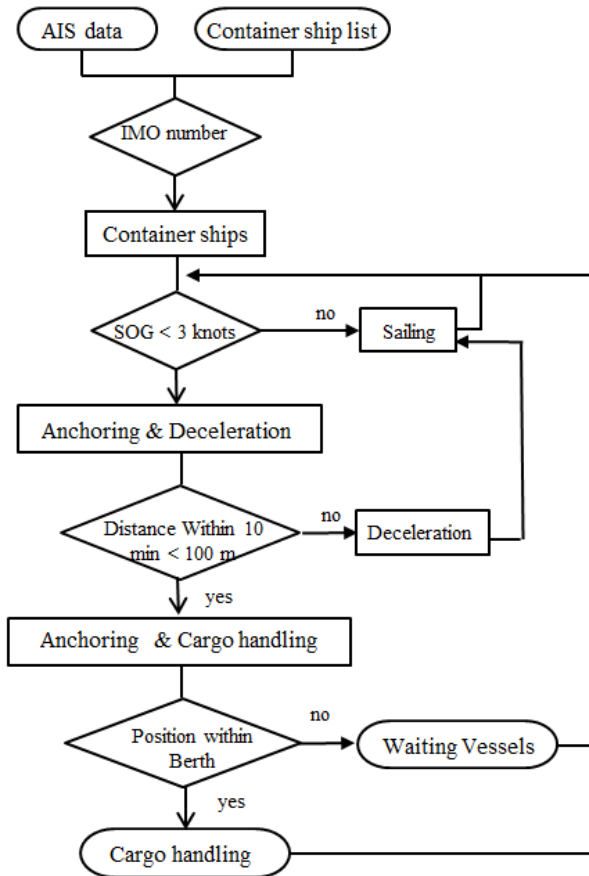 AIS data
Container ship list
IMO number
Container ships
SOG < 3 knots
no
Sailing
Anchoring & Deceleration
Distance Within 10
min < 100 m
no
Deceleration
yes
Anchoring & Cargo handling
Position within
Berth
no
Waiting Vessels
yes
Cargo handling